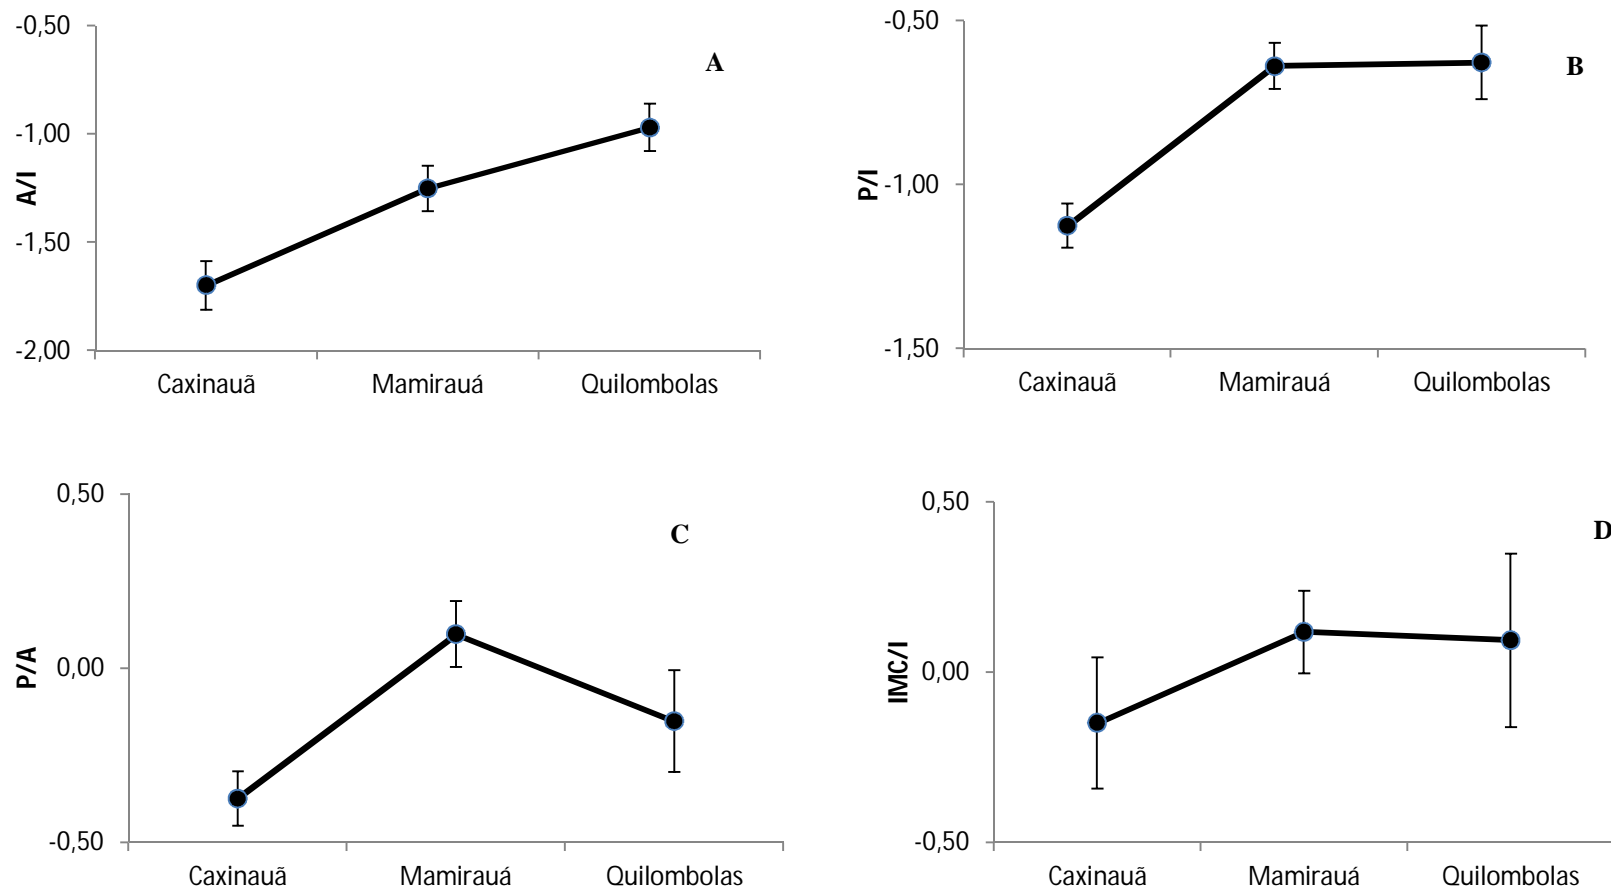 -0,50
A
-1,00
A/I
-1,50
-2,00
Caxinauã Mamirauá Quilombolas
-0,50
B
P/I
-1,00
-1,50
Caxinauã Mamirauá Quilombolas
0,50
C
P/A
0,00
-0,50
Caxinauã Mamirauá Quilombolas
0,50
D
IMC/I
0,00
-0,50
Caxinauã Mamirauá Quilombolas